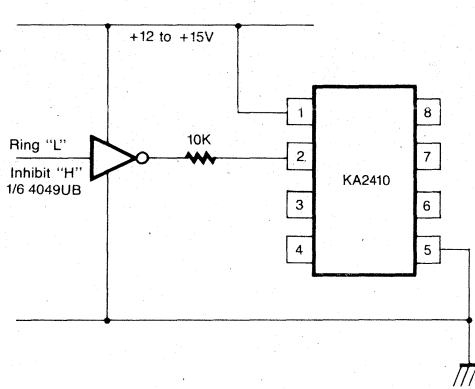 +12 to +15V
Ring "L"
Inhibit "H"
1/6 4049UB
10K
KA2410
1
2
3
4
8
7
6
5